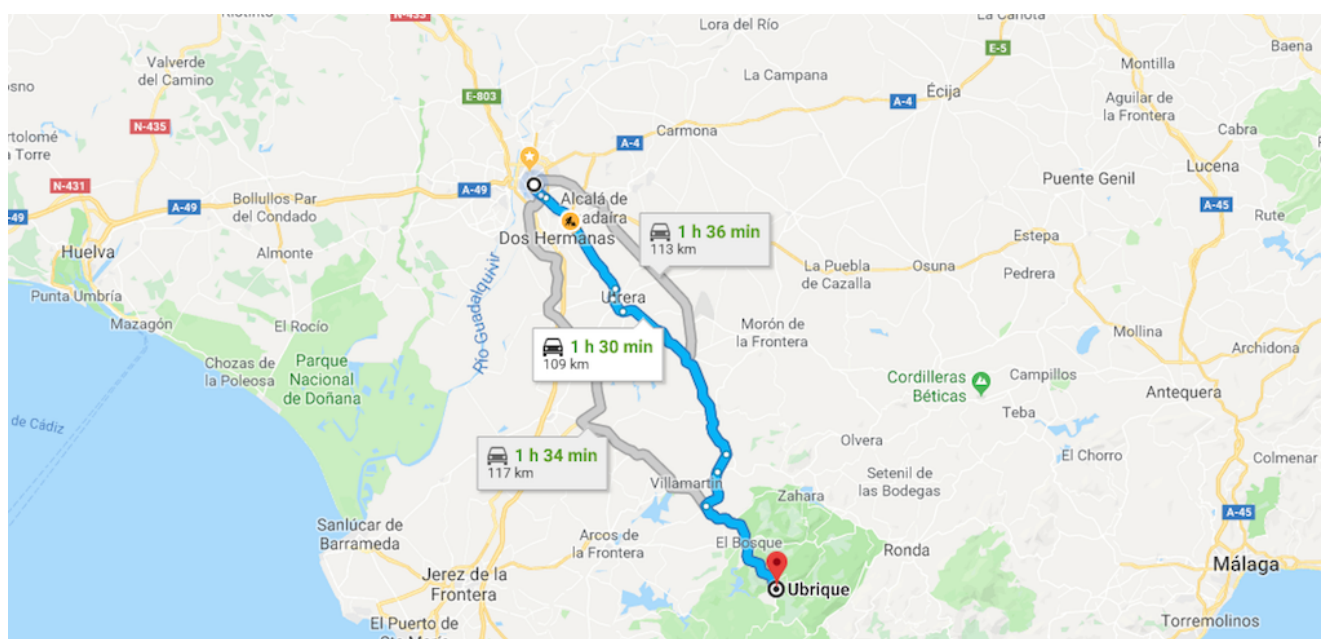 N-433
Lora del Río
La Carlota
E-5
Baena
Valverde
del Camino
Montilla
La Campana
E-803
Écija
Aguilar de
la Frontera
A-4
N-435
Carmona
A-4
Cabra
Lucena
N-431
A-49
A-49
Bollullos Par
del Condado
A-49
Alcalá de
adaíra
Puente Genil
A-45
Rute
Huelva
Almonte
Dos Hermanas
1 h 36 min
113 km
Estepa
La Puebla
de Cazalla
Osuna
Pedrera
Punta Umbría
Río Guadalquivir
Utrera
Mazagón
El Rocío
Morón de
la Frontera
Mollina
Archidona
1 h 30 min
109 km
Chozas de
la Poleosa
Parque
Nacional
de Doñana
Cordilleras
Béticas
Campillos
Antequera
Teba
de Cádiz
Olvera
1 h 34 min
117 km
El Chorro
Colmenar
Villamartín
Setenil de
las Bodegas
Zahara
A-45
Sanlúcar de
Barrameda
Arcos de
la Frontera
El Bosque
Ronda
Málaga
Jerez de la
Frontera
Ubrique
El Puerto de
Torremolinos